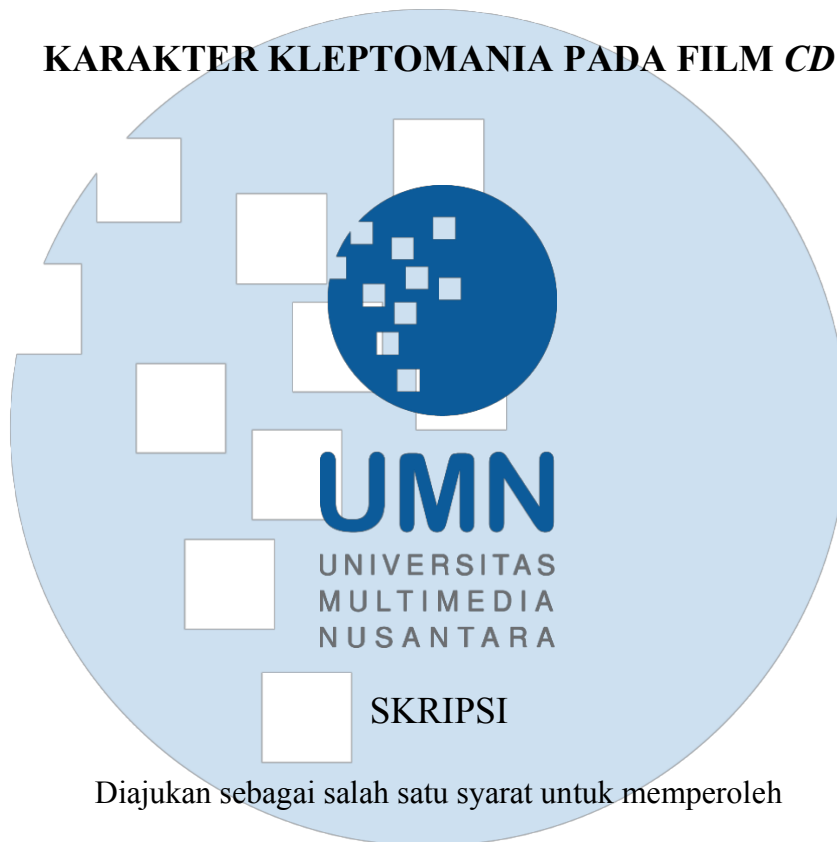 KARAKTER KLEPTOMANIA PADA FILM CD
UMN
UNIVERSITAS
MULTIMEDIA
NUSANTARA
SKRIPSI
Diajukan sebagai salah satu syarat untuk memperoleh